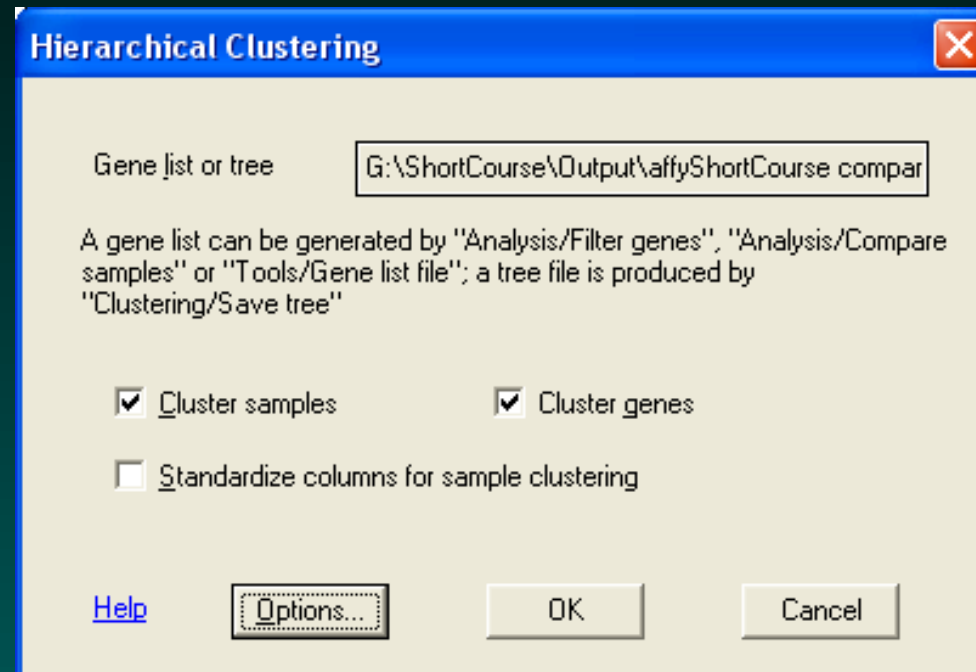 Hierarchical Clustering
Gene list or tree G:\ShortCourse\Output\affyShortCourse compar
A gene list can be generated by "Analysis/Filter genes", "Analysis/Compare
samples" or "Tools/Gene list file"; a tree file is produced by
"Clustering/Save tree"
Cluster samples Cluster genes
Standardize columns for sample clustering
Help Options... OK Cancel